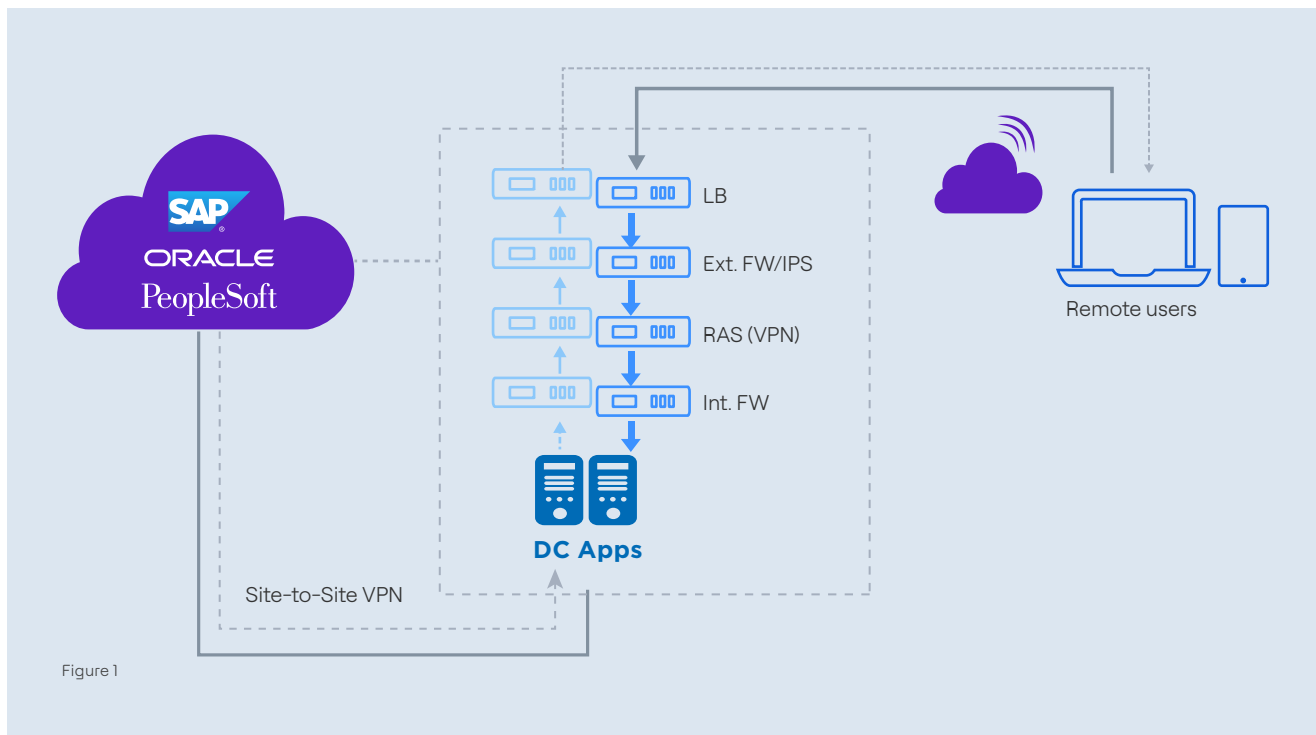 SAP®
ORACLE
PeopleSoft
LB
Ext. FW/IPS
RAS (VPN)
Int. FW
DC Apps
Remote users
Site-to-Site VPN
Figure 1